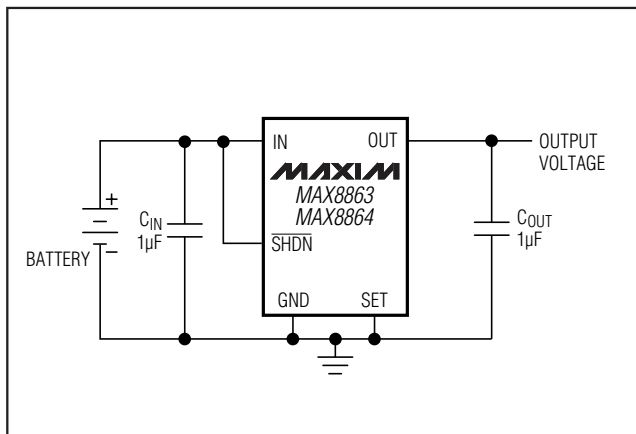 IN
OUT
OUTPUT
VOLTAGE
MAXIM
MAX8863
MAX8864
+
CIN
1µF
COUT
1µF
BATTERY
−
SHDN
GND
SET